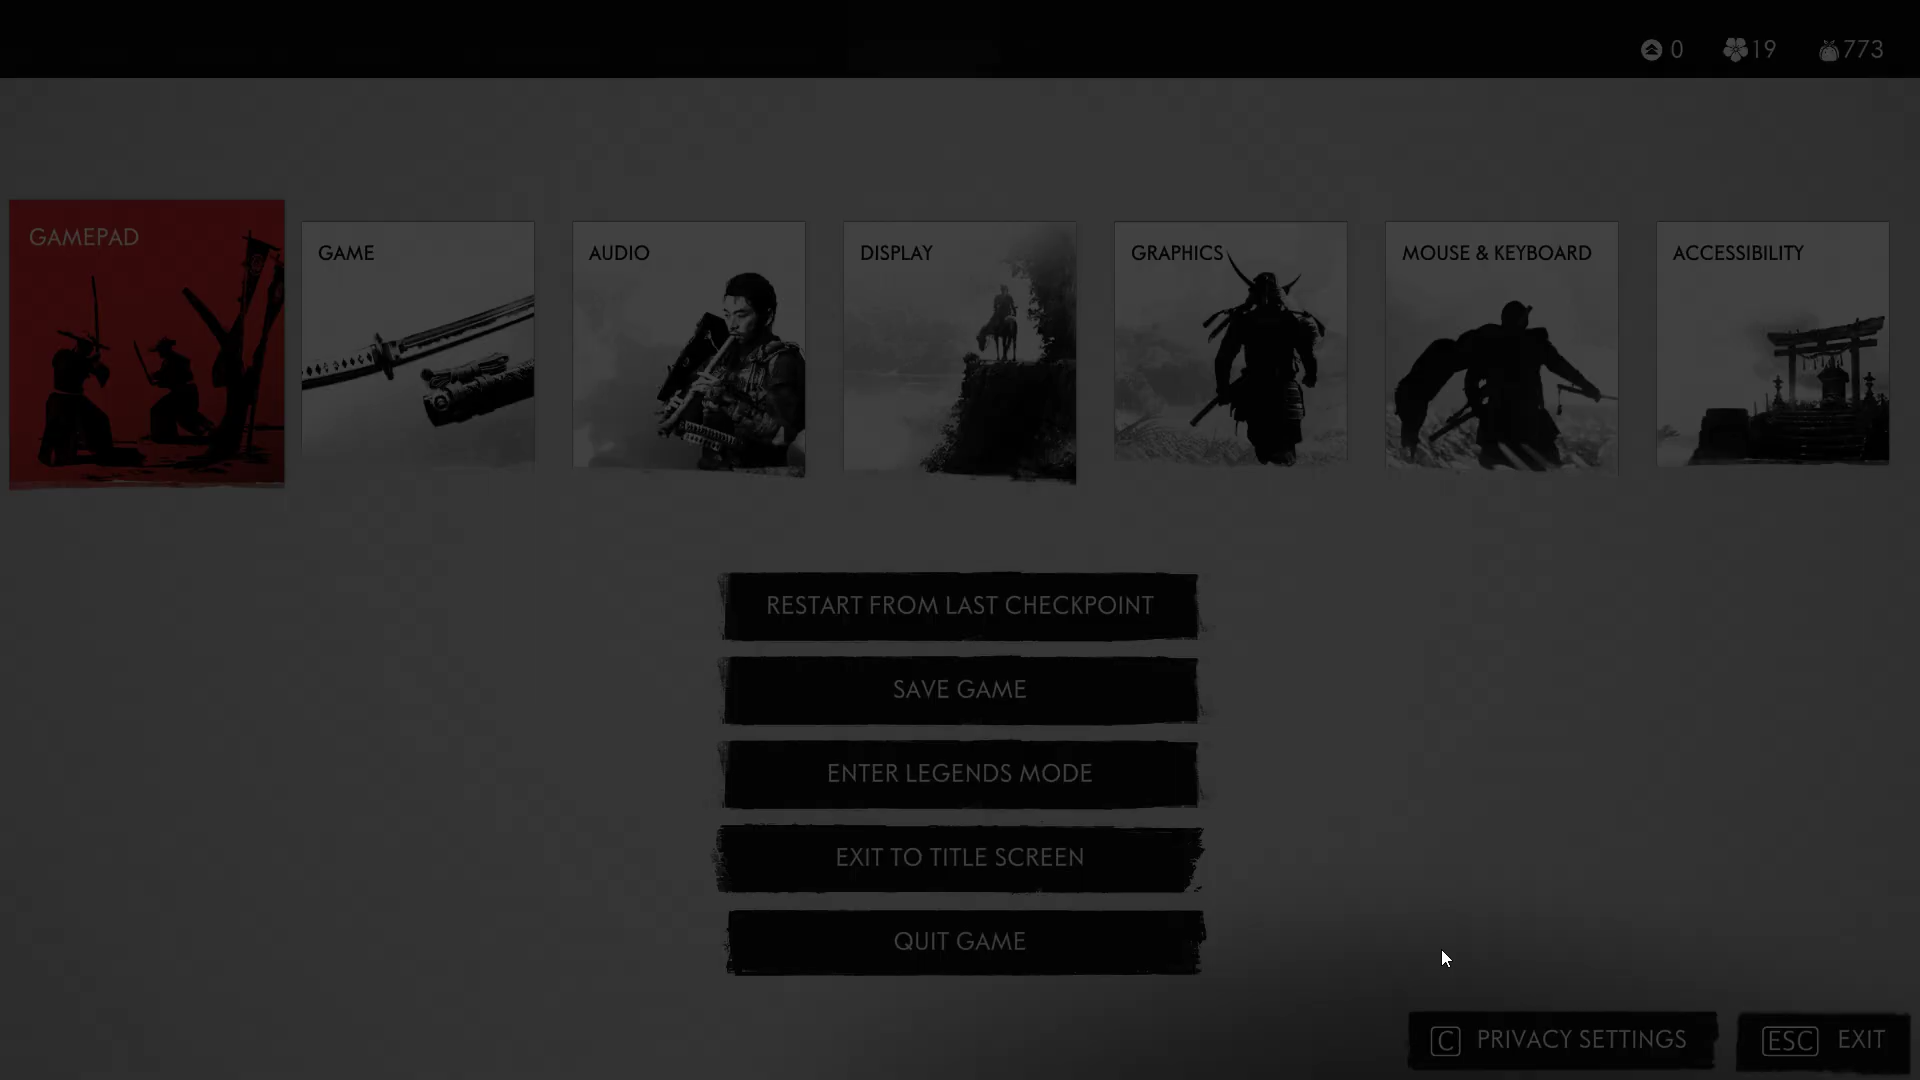 0 19 773
GAMEPAD
GAME
AUDIO
DISPLAY
GRAPHICS
MOUSE & KEYBOARD
ACCESSIBILITY
RESTART FROM LAST CHECKPOINT
SAVE GAME
ENTER LEGENDS MODE
EXIT TO TITLE SCREEN
QUIT GAME
C PRIVACY SETTINGS ESC EXIT